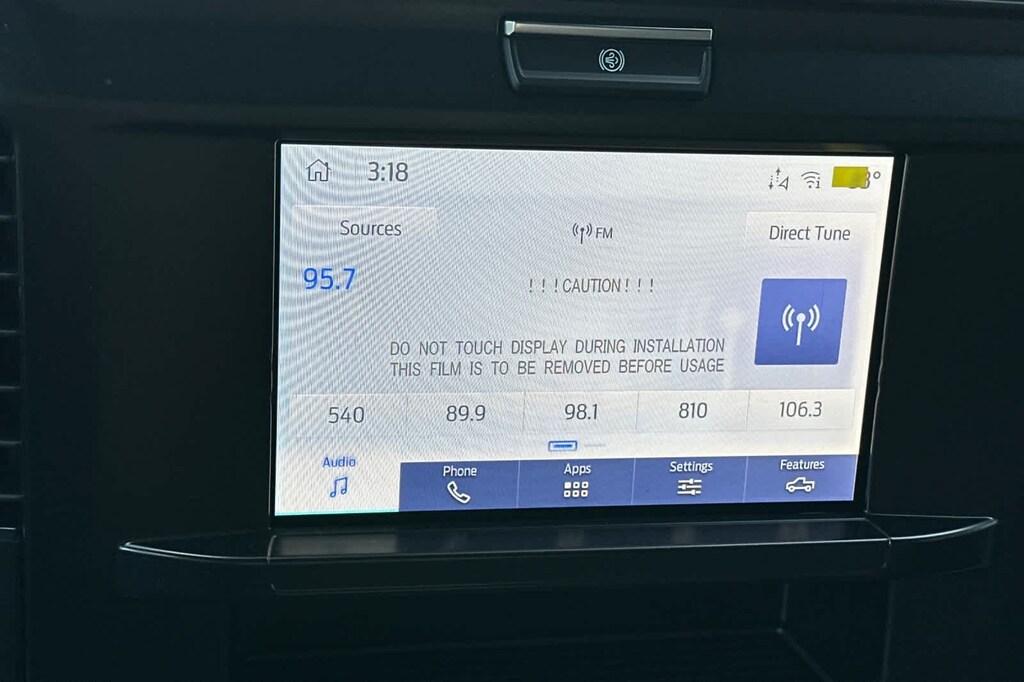 3:18
Sources
FM
Direct Tune
95.7
! ! ! CAUTION ! ! !
DO NOT TOUCH DISPLAY DURING INSTALLATION
THIS FILM IS TO BE REMOVED BEFORE USAGE
540 89.9 98.1 810 106.3
Audio Phone Apps Settings Features